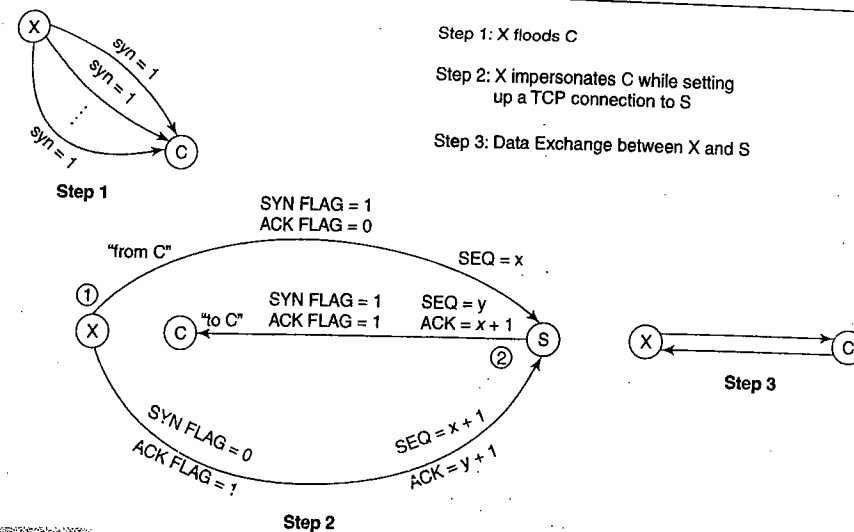 X
syn = 1
syn = 1
syn = 1
C
Step 1
Step 1: X floods C
Step 2: X impersonates C while setting
up a TCP connection to S
Step 3: Data Exchange between X and S
SYN FLAG = 1
ACK FLAG = 0
"from C"
SEQ = x
1
X
C
"to C"
SYN FLAG = 1
ACK FLAG = 1
SEQ = y
ACK = x + 1
2
S
SYN FLAG = 0
ACK FLAG = 1
SEQ = x + 1
ACK = y + 1
Step 2
X
C
Step 3